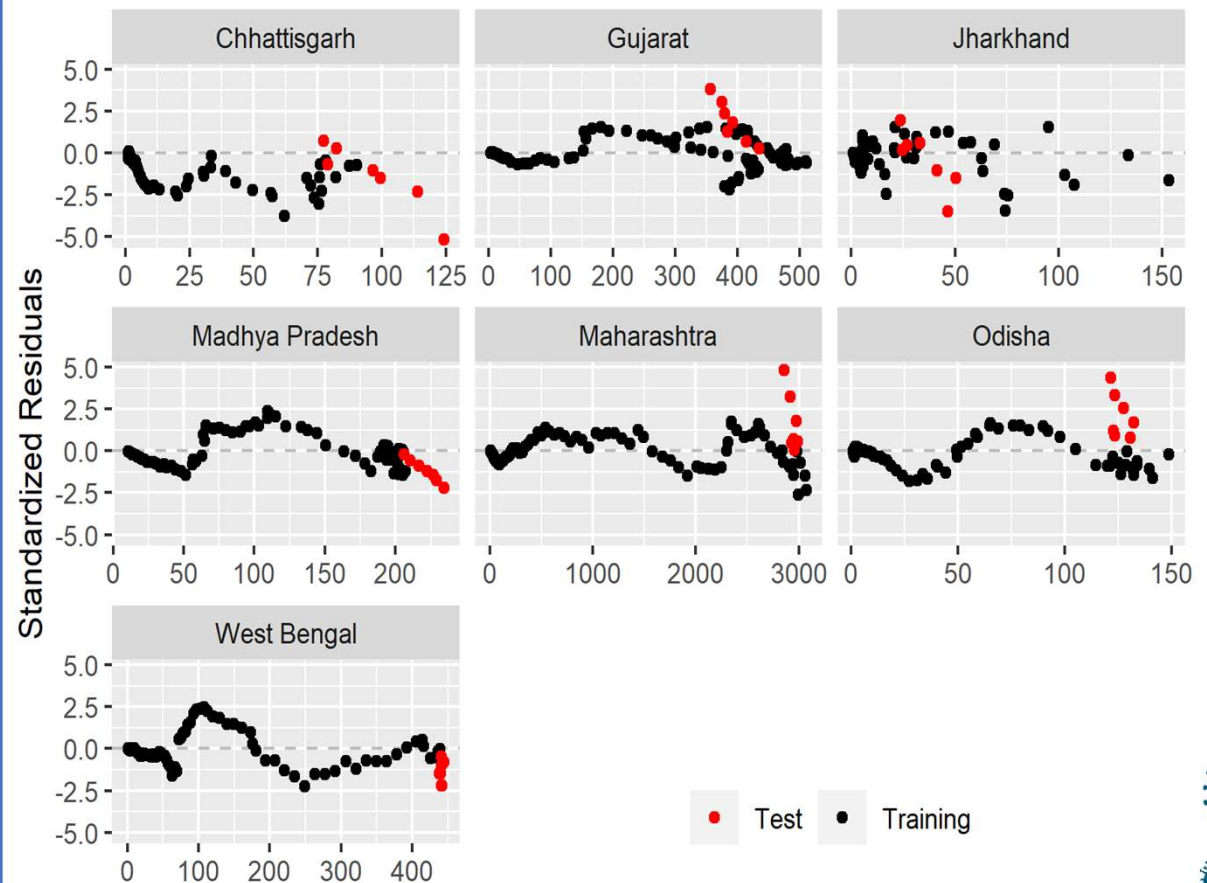 Chhattisgarh Gujarat Jharkhand
5.0
2.5
0.0
-2.5
-5.0
0 25 50 75 100 125 0 100 200 300 400 500 0 50 100 150
Madhya Pradesh Maharashtra Odisha
5.0
2.5
0.0
-2.5
-5.0
0 50 100 150 200 0 1000 2000 3000 0 50 100 150
Standardized Residuals
West Bengal
5.0
2.5
0.0
-2.5
-5.0
0 100 200 300 400
Test Training